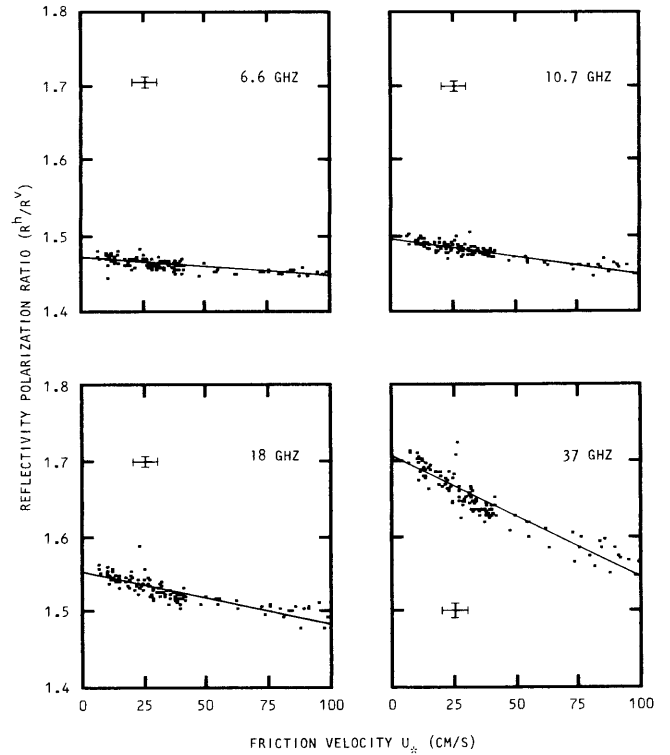 1.8
1.7
1.6
1.5
1.4
6.6 GHZ
10.7 GHZ
REFLECTIVITY POLARIZATION RATIO (R^h/R^v)
1.8
1.7
1.6
1.5
1.4
18 GHZ
37 GHZ
0 25 50 75 100
0 25 50 75 100
FRICTION VELOCITY U_* (CM/S)